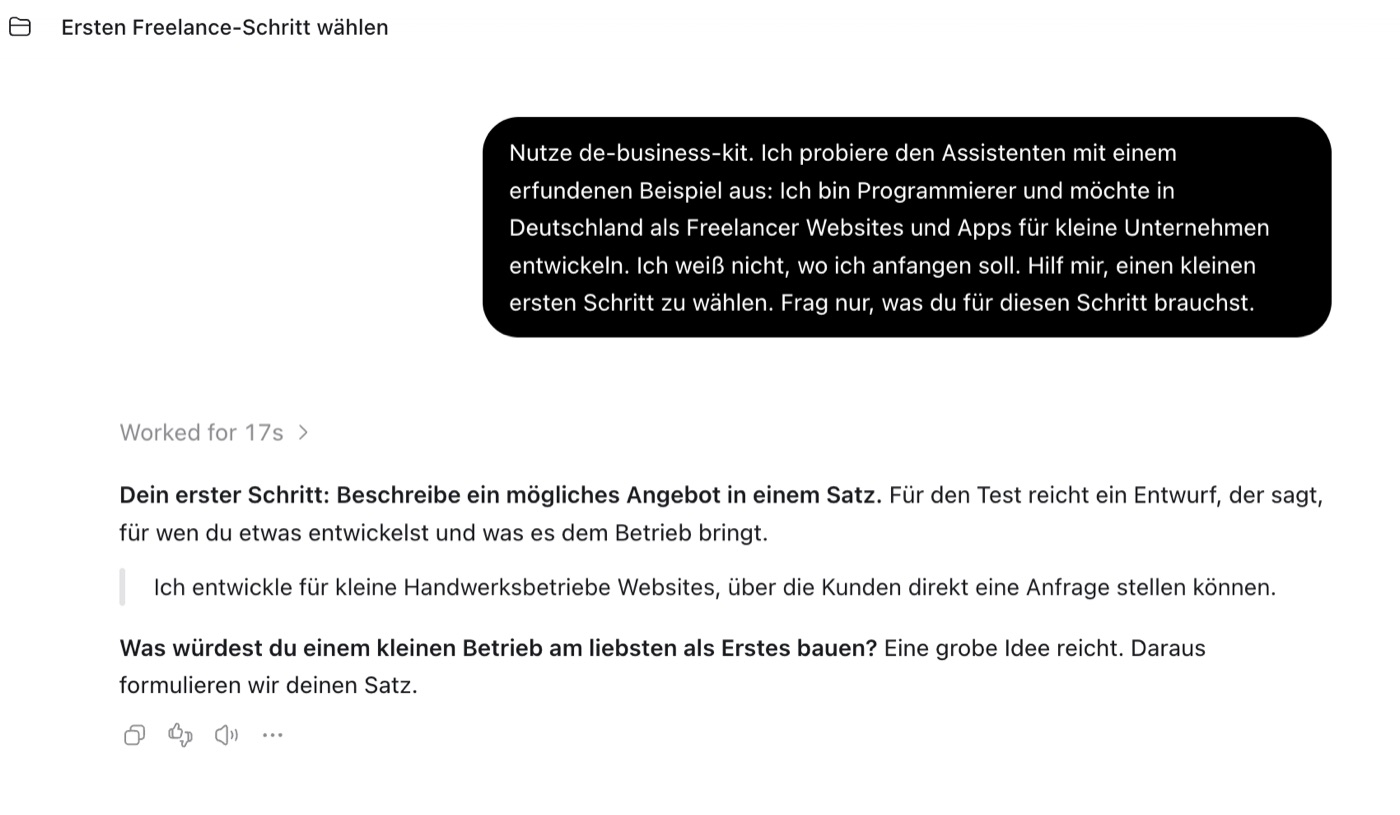 Ersten Freelance-Schritt wählen
Nutze de-business-kit. Ich probiere den Assistenten mit einem
erfundenen Beispiel aus: Ich bin Programmierer und möchte in
Deutschland als Freelancer Websites und Apps für kleine Unternehmen
entwickeln. Ich weiß nicht, wo ich anfangen soll. Hilf mir, einen kleinen
ersten Schritt zu wählen. Frag nur, was du für diesen Schritt brauchst.
Worked for 17s
Dein erster Schritt: Beschreibe ein mögliches Angebot in einem Satz. Für den Test reicht ein Entwurf, der sagt,
für wen du etwas entwickelst und was es dem Betrieb bringt.
Ich entwickle für kleine Handwerksbetriebe Websites, über die Kunden direkt eine Anfrage stellen können.
Was würdest du einem kleinen Betrieb am liebsten als Erstes bauen? Eine grobe Idee reicht. Daraus
formulieren wir deinen Satz.